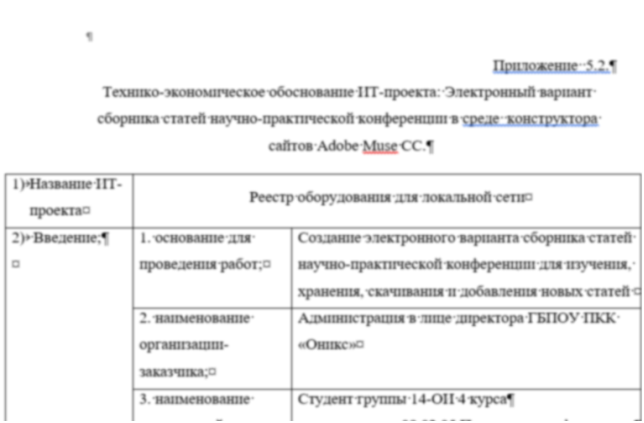 Приложение 5.2.
Технико-экономическое обоснование ИТ-проекта: Электронный вариант
сборника статей научно-практической конференции в среде конструктора
сайтов Adobe Muse CC.
1) Название ИТ-
проекта
Реестр оборудования для локальной сети
2) Введение;
1. основание для
проведения работ;
Создание электронного варианта сборника статей
научно-практической конференции для изучения,
хранения, скачивания и добавления новых статей
2. наименование
организации-
заказчика;
Администрация в лице директора ГБПОУ ПКК
«Оникс»
3. наименование
Студент группы 14-ОП 4 курса